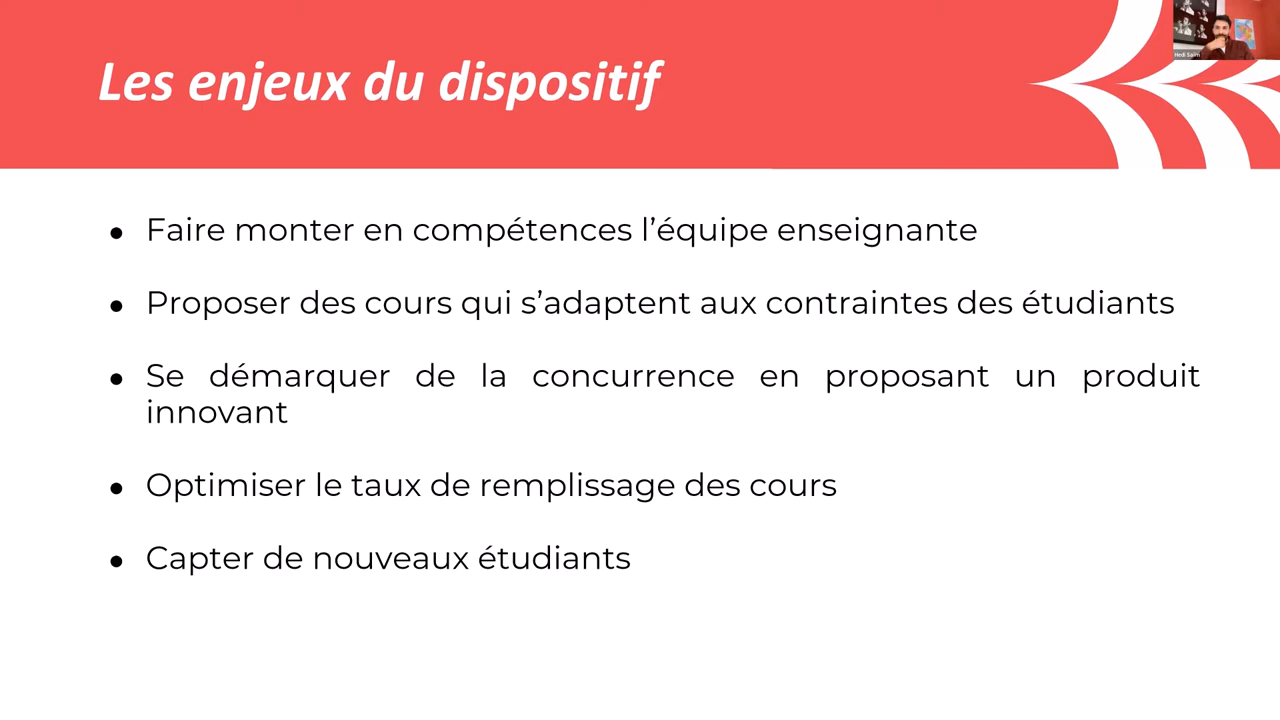 Les enjeux du dispositif
Hedi Saïm
● Faire monter en compétences l’équipe enseignante
● Proposer des cours qui s’adaptent aux contraintes des étudiants
● Se démarquer de la concurrence en proposant un produit
innovant
● Optimiser le taux de remplissage des cours
● Capter de nouveaux étudiants